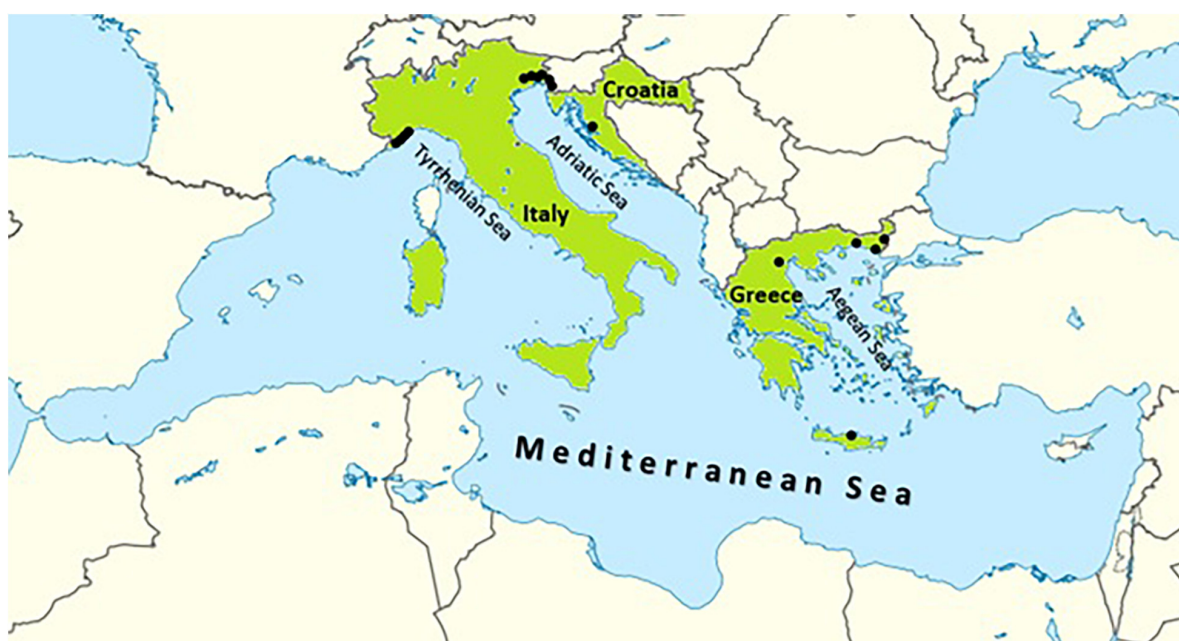 Croatia
Adriatic Sea
Tyrrhenian Sea
Italy
Greece
Aegean Sea
Mediterranean Sea